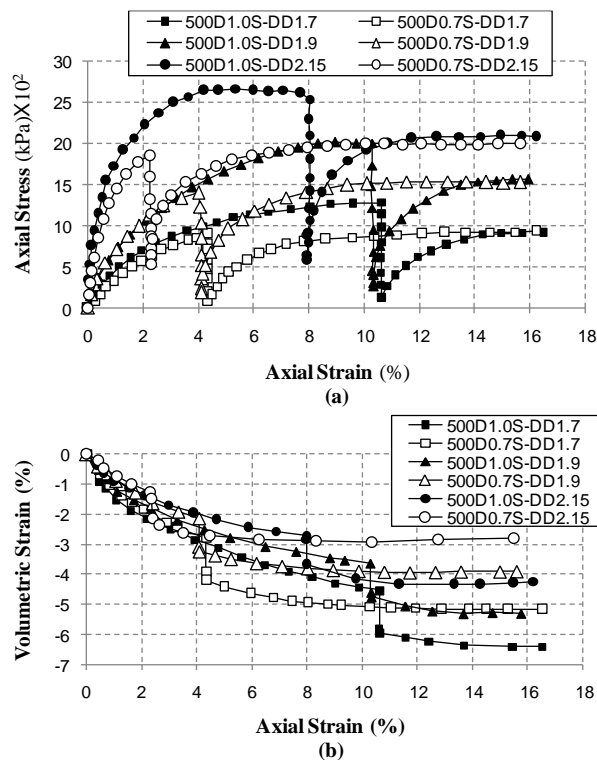 500D1.0S-DD1.7 500D0.7S-DD1.7
500D1.0S-DD1.9 500D0.7S-DD1.9
500D1.0S-DD2.15 500D0.7S-DD2.15
30
25
20
15
10
5
0
Axial Stress (kPa)X10²
0 2 4 6 8 10 12 14 16 18
Axial Strain (%)
(a)
500D1.0S-DD1.7
500D0.7S-DD1.7
500D1.0S-DD1.9
500D0.7S-DD1.9
500D1.0S-DD2.15
500D0.7S-DD2.15
0
-1
-2
-3
-4
-5
-6
-7
Volumetric Strain (%)
0 2 4 6 8 10 12 14 16 18
Axial Strain (%)
(b)